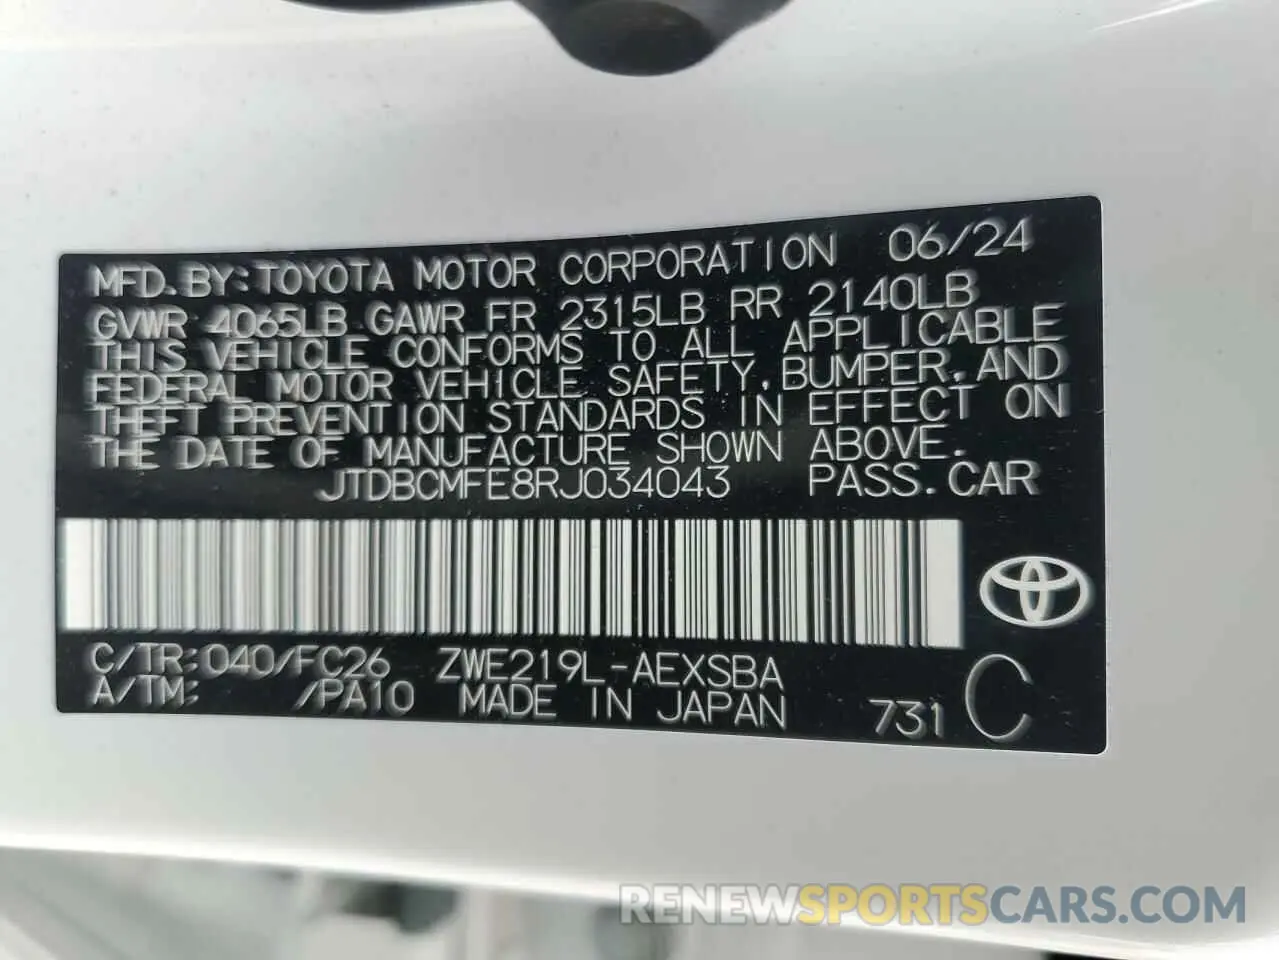 MFD. BY: TOYOTA MOTOR CORPORATION 06/24
GVWR 4065LB GAWR FR 2315LB RR 2140LB
THIS VEHICLE CONFORMS TO ALL APPLICABLE
FEDERAL MOTOR VEHICLE SAFETY, BUMPER, AND
THEFT PREVENTION STANDARDS IN EFFECT ON
THE DATE OF MANUFACTURE SHOWN ABOVE.
JTDBCMFE8RJ034043 PASS. CAR
C/TR: 040/FC26 ZWE219L-AEXSBA
A/TM: /PA10 MADE IN JAPAN 731 C
RENEWSPORTSCARS.COM